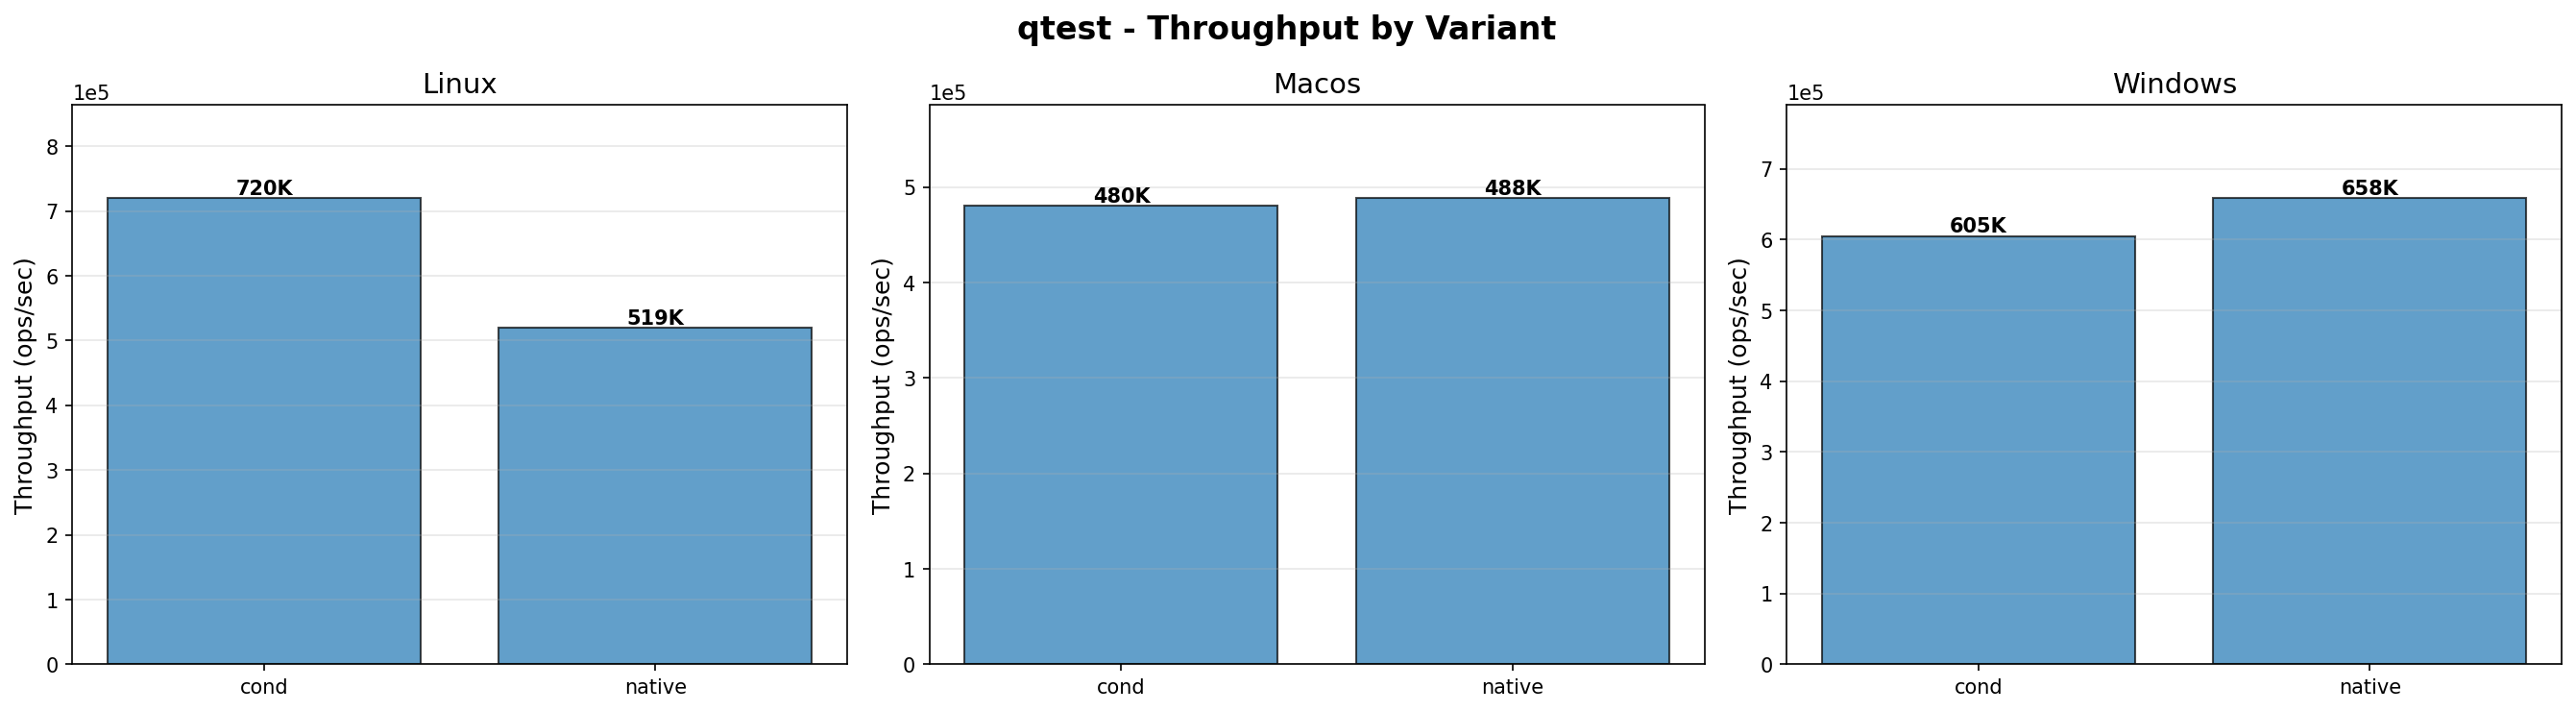 qtest - Throughput by Variant
Linux
1e5
Throughput (ops/sec)
8
7
6
5
4
3
2
1
0
720K
519K
cond
native
Macos
1e5
Throughput (ops/sec)
5
4
3
2
1
0
480K
488K
cond
native
Windows
1e5
Throughput (ops/sec)
7
6
5
4
3
2
1
0
605K
658K
cond
native